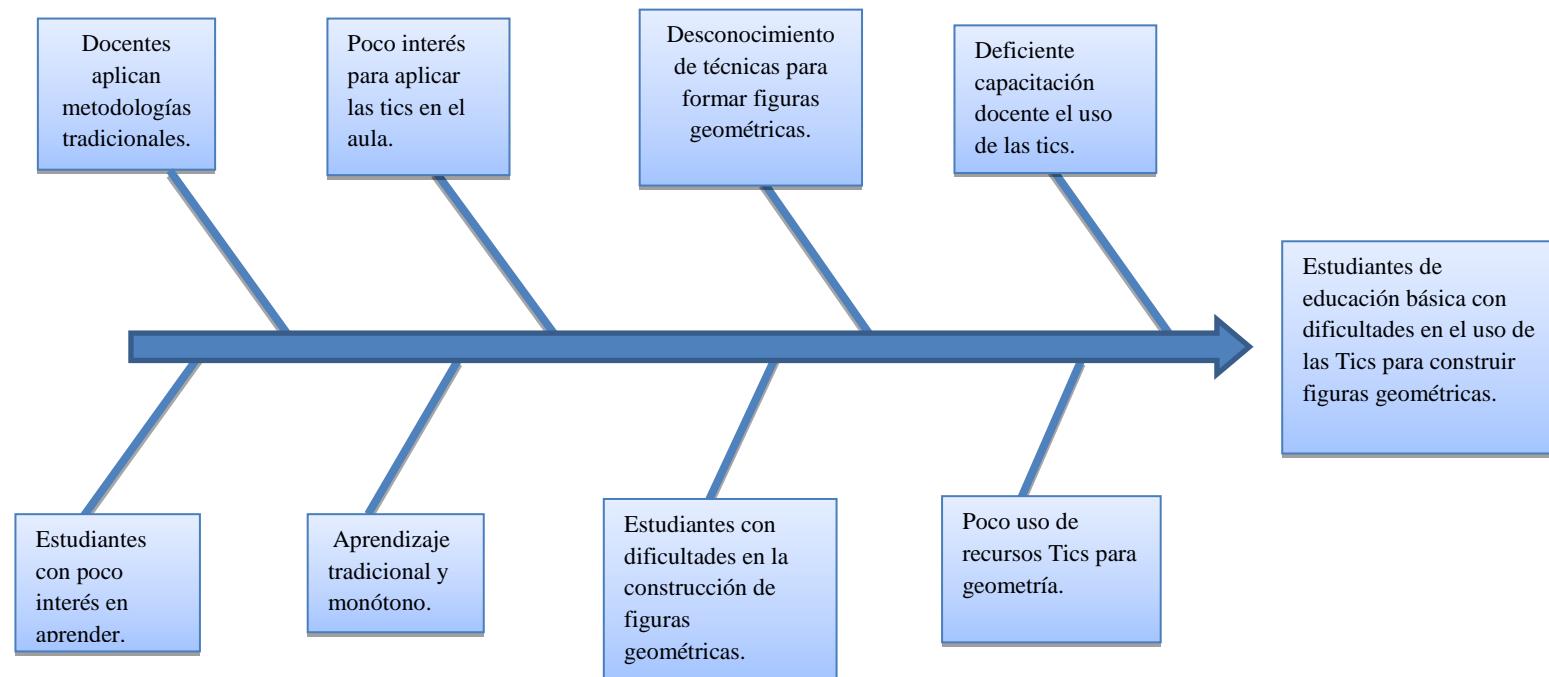 Docentes
aplican
metodologías
tradicionales.
Poco interés
para aplicar
las tics en el
aula.
Desconocimiento
de técnicas para
formar figuras
geométricas.
Deficiente
capacitación
docente el uso
de las tics.
Estudiantes de
educación básica con
dificultades en el uso de
las Tics para construir
figuras geométricas.
Estudiantes
con poco
interés en
aprender.
Aprendizaje
tradicional y
monótono.
Estudiantes con
dificultades en la
construcción de
figuras
geométricas.
Poco uso de
recursos Tics para
geometría.